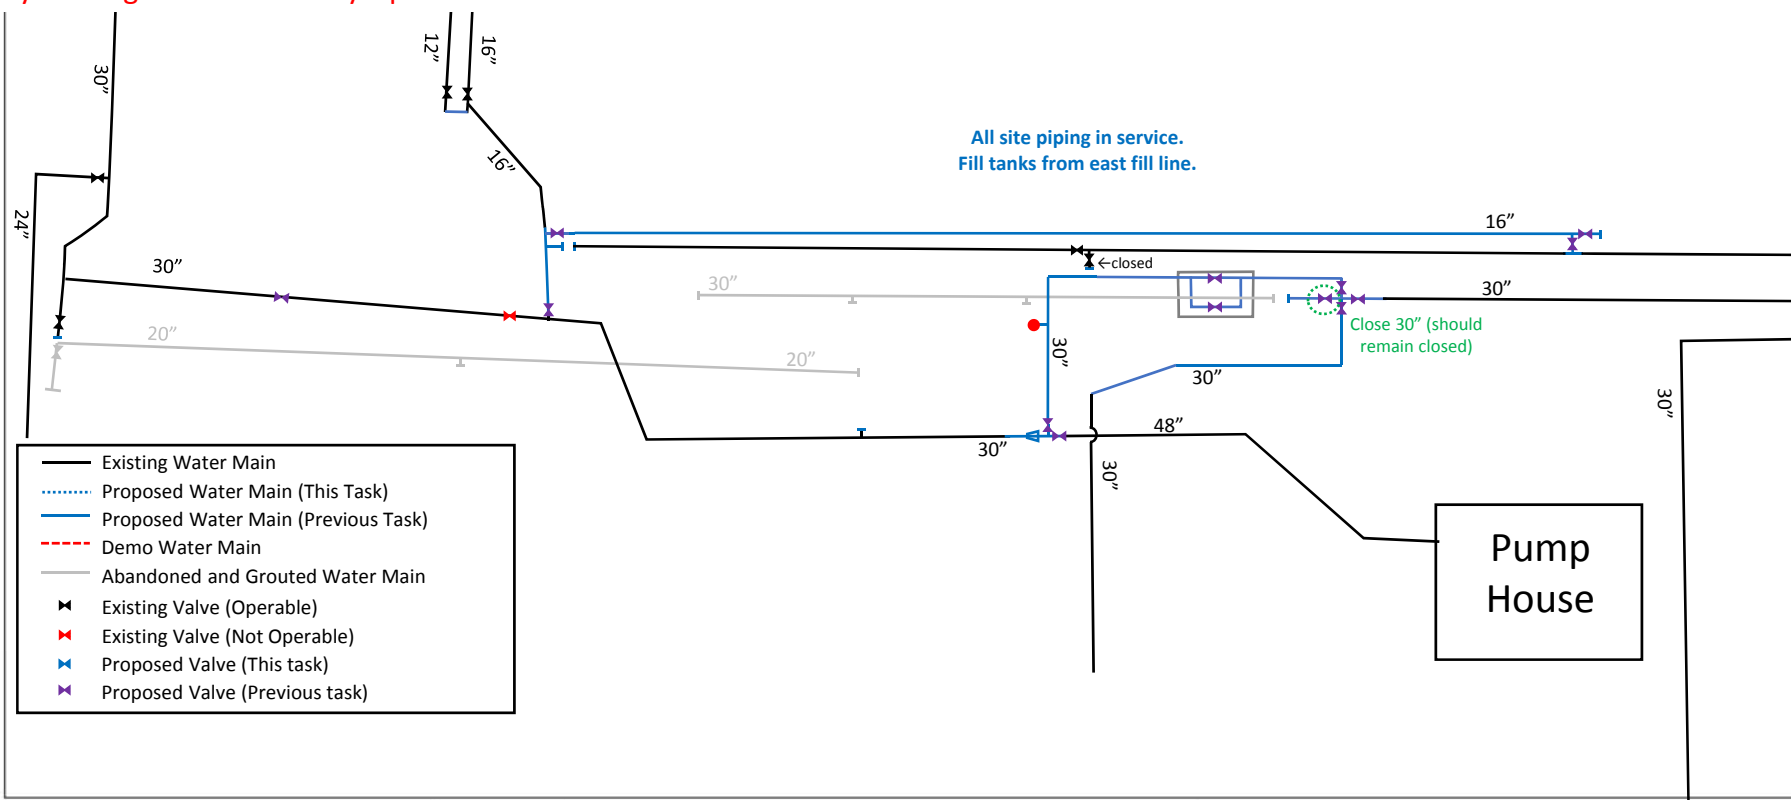 30”
12”
16”
16”
24”
All site piping in service.
Fill tanks from east fill line.
16”
30”
←closed
30”
30”
Close 30” (should
remain closed)
20”
20”
30”
30”
30”
30”
48”
30”
Pump
House
Existing Water Main
Proposed Water Main (This Task)
Proposed Water Main (Previous Task)
Demo Water Main
Abandoned and Grouted Water Main
Existing Valve (Operable)
Existing Valve (Not Operable)
Proposed Valve (This task)
Proposed Valve (Previous task)